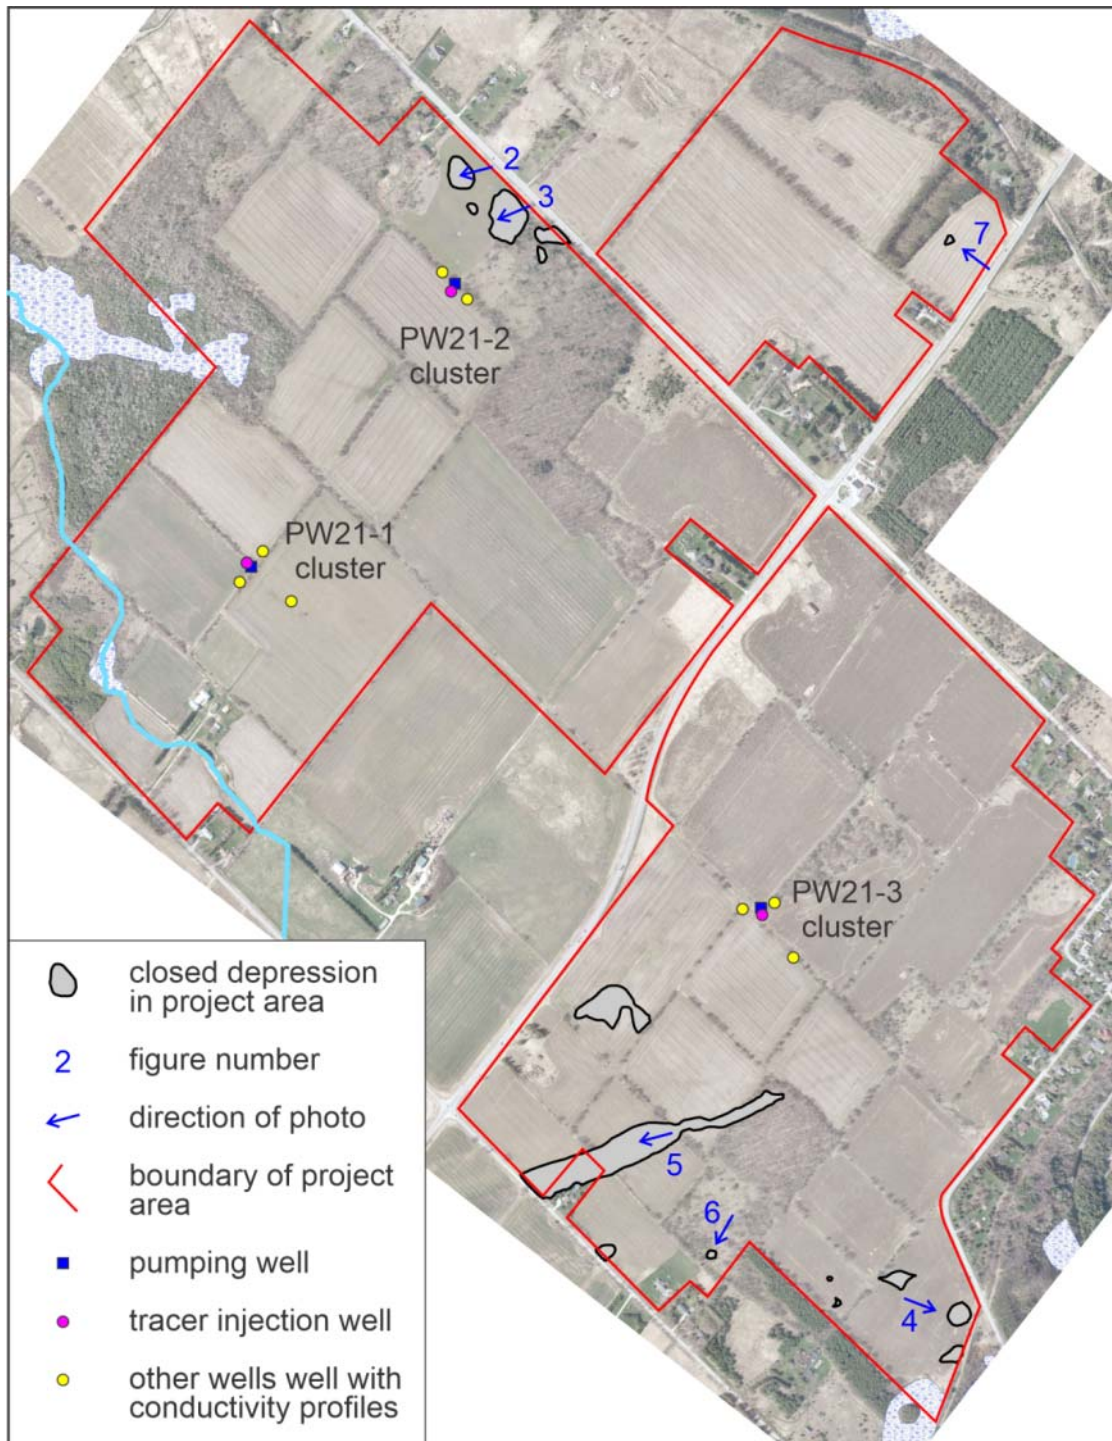 2
3
7
PW21-2
cluster
PW21-1
cluster
PW21-3
cluster
5
6
4
closed depression
in project area
2 figure number
direction of photo
boundary of project
area
pumping well
tracer injection well
other wells well with
conductivity profiles